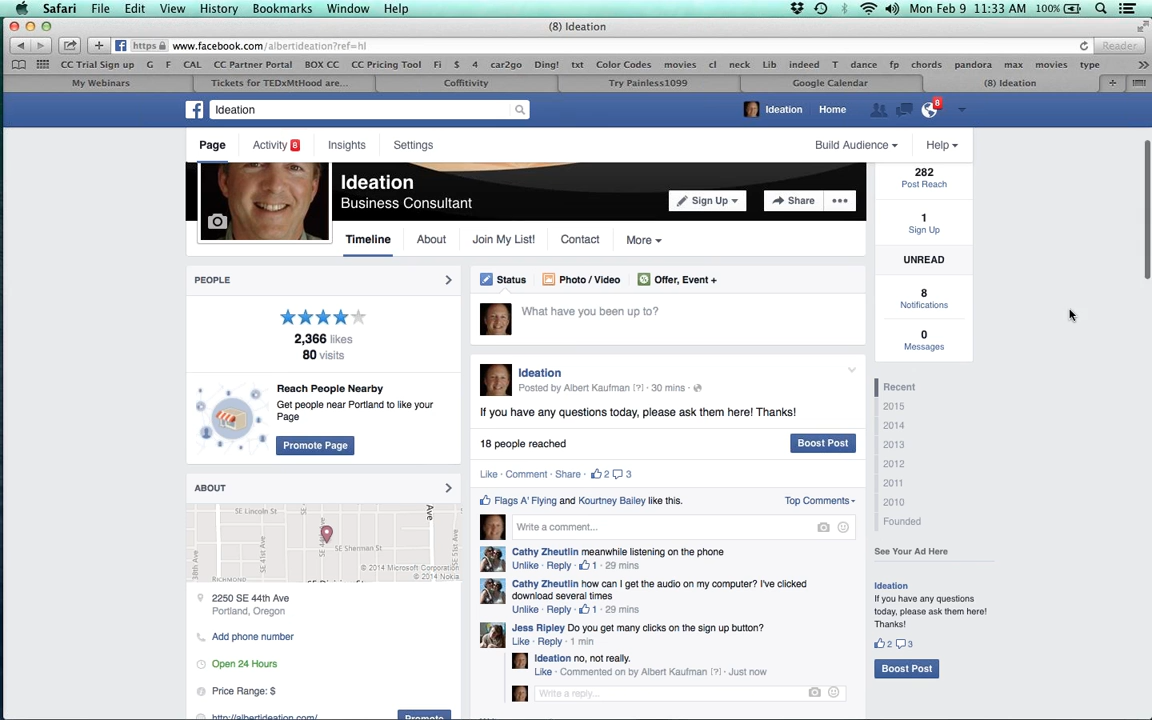 Safari File Edit View History Bookmarks Window Help
Mon Feb 9 11:33 AM 100%
(8) Ideation
https www.facebook.com/albertideation?ref=hl
Reader
CC Trial Sign up G F CAL CC Partner Portal BOX CC CC Pricing Tool Fi $ 4 car2go Ding! txt Color Codes movies cl neck Lib indeed T dance fp chords pandora max movies type
My Webinars
Tickets for TEDxMtHood are...
Coffitivity
Try Painless1099
Google Calendar
(8) Ideation
Ideation
Ideation Home
8
Page Activity 8 Insights Settings
Build Audience Help
Ideation
Business Consultant
Sign Up Share
Timeline About Join My List! Contact More
282
Post Reach
1
Sign Up
UNREAD
8
Notifications
0
Messages
PEOPLE
2,366 likes
80 visits
Reach People Nearby
Get people near Portland to like your
Page
Promote Page
ABOUT
SE Lincoln St
Ave
SE Sherman St
RICHMOND
© 2014 Microsoft Corporation
© 2014 Nokia
2250 SE 44th Ave
Portland, Oregon
Add phone number
Open 24 Hours
Price Range: $
http://albertideation.com/
Promote
Status Photo / Video Offer, Event +
What have you been up to?
Ideation
Posted by Albert Kaufman [?] · 30 mins ·
If you have any questions today, please ask them here! Thanks!
18 people reached
Boost Post
Like · Comment · Share · 2 3
Flags A' Flying and Kourtney Bailey like this.
Top Comments
Write a comment...
Cathy Zheutlin meanwhile listening on the phone
Unlike · Reply · 1 · 29 mins
Cathy Zheutlin how can I get the audio on my computer? I've clicked
download several times
Unlike · Reply · 1 · 29 mins
Jess Ripley Do you get many clicks on the sign up button?
Like · Reply · 1 min
Ideation no, not really.
Like · Commented on by Albert Kaufman [?] · Just now
Write a reply...
Recent
2015
2014
2013
2012
2011
2010
Founded
See Your Ad Here
Ideation
If you have any questions
today, please ask them here!
Thanks!
2 3
Boost Post